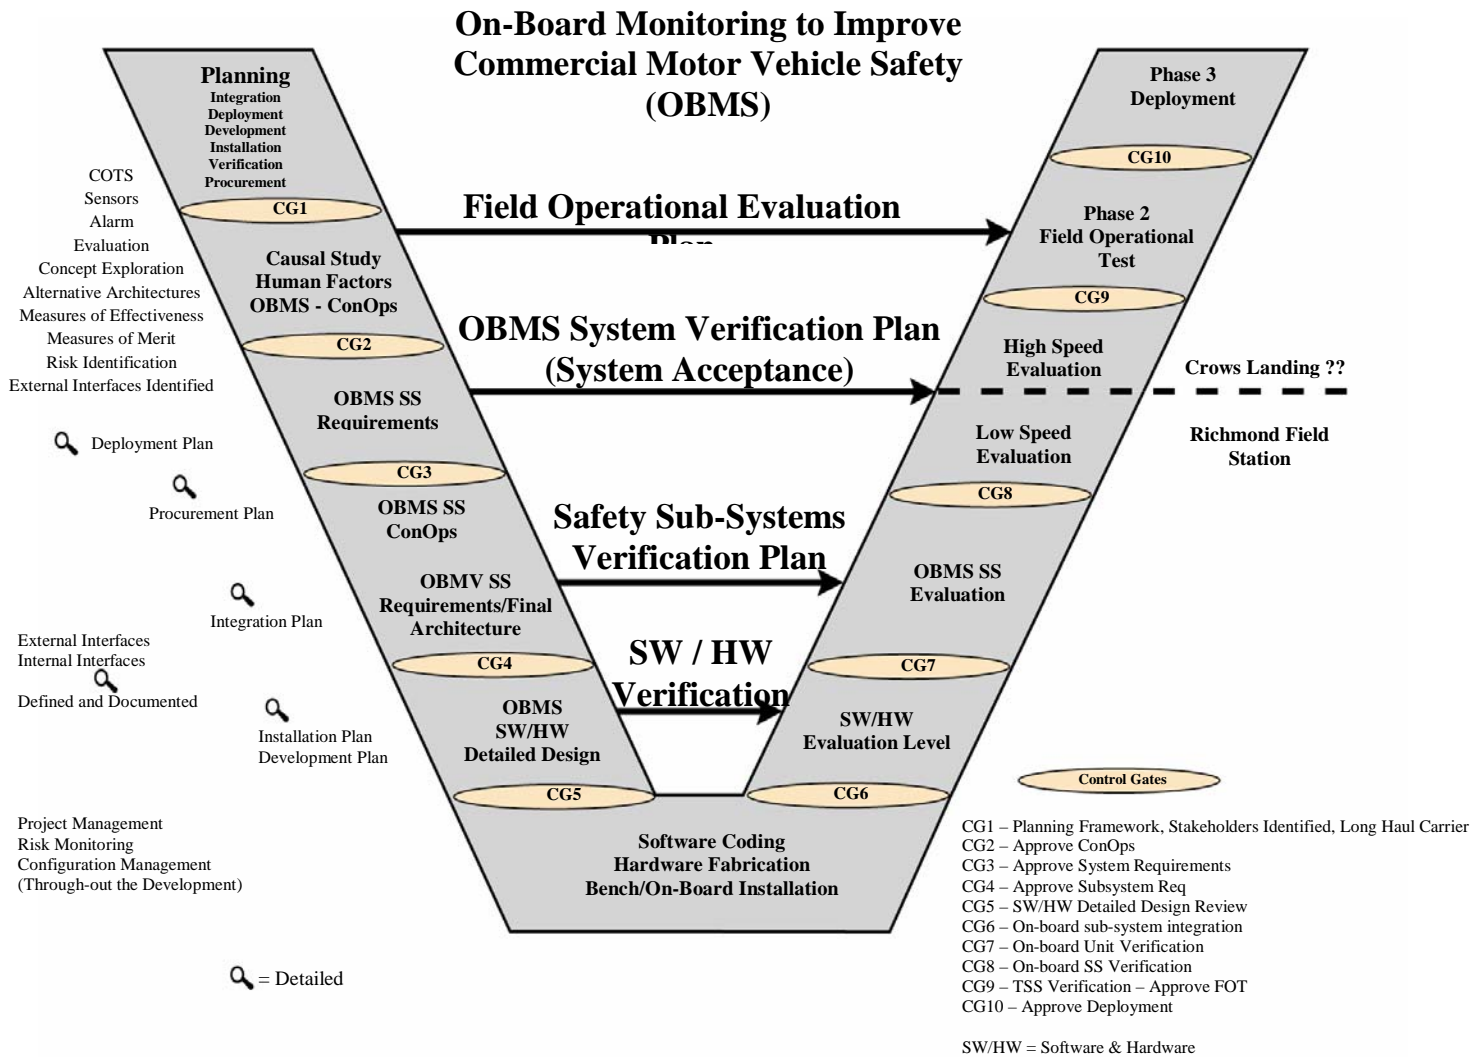 On-Board Monitoring to Improve
Commercial Motor Vehicle Safety
(OBMS)
Planning
Integration
Deployment
Development
Installation
Verification
Procurement
CG1
Causal Study
Human Factors
OBMS - ConOps
CG2
OBMS SS
Requirements
CG3
OBMS SS
ConOps
OBMV SS
Requirements/Final
Architecture
CG4
OBMS
SW/HW
Detailed Design
CG5
Software Coding
Hardware Fabrication
Bench/On-Board Installation
CG6
SW/HW
Evaluation Level
CG7
OBMS SS
Evaluation
CG8
Low Speed
Evaluation
High Speed
Evaluation
CG9
Phase 2
Field Operational
Test
CG10
Phase 3
Deployment
Field Operational Evaluation
Plan
OBMS System Verification Plan
(System Acceptance)
Safety Sub-Systems
Verification Plan
SW / HW
Verification
Crows Landing ??
Richmond Field
Station
COTS
Sensors
Alarm
Evaluation
Concept Exploration
Alternative Architectures
Measures of Effectiveness
Measures of Merit
Risk Identification
External Interfaces Identified
Deployment Plan
Procurement Plan
Integration Plan
External Interfaces
Internal Interfaces
Defined and Documented
Installation Plan
Development Plan
Project Management
Risk Monitoring
Configuration Management
(Through-out the Development)
= Detailed
Control Gates
CG1 – Planning Framework, Stakeholders Identified, Long Haul Carrier
CG2 – Approve ConOps
CG3 – Approve System Requirements
CG4 – Approve Subsystem Req
CG5 – SW/HW Detailed Design Review
CG6 – On-board sub-system integration
CG7 – On-board Unit Verification
CG8 – On-board SS Verification
CG9 – TSS Verification – Approve FOT
CG10 – Approve Deployment
SW/HW = Software & Hardware